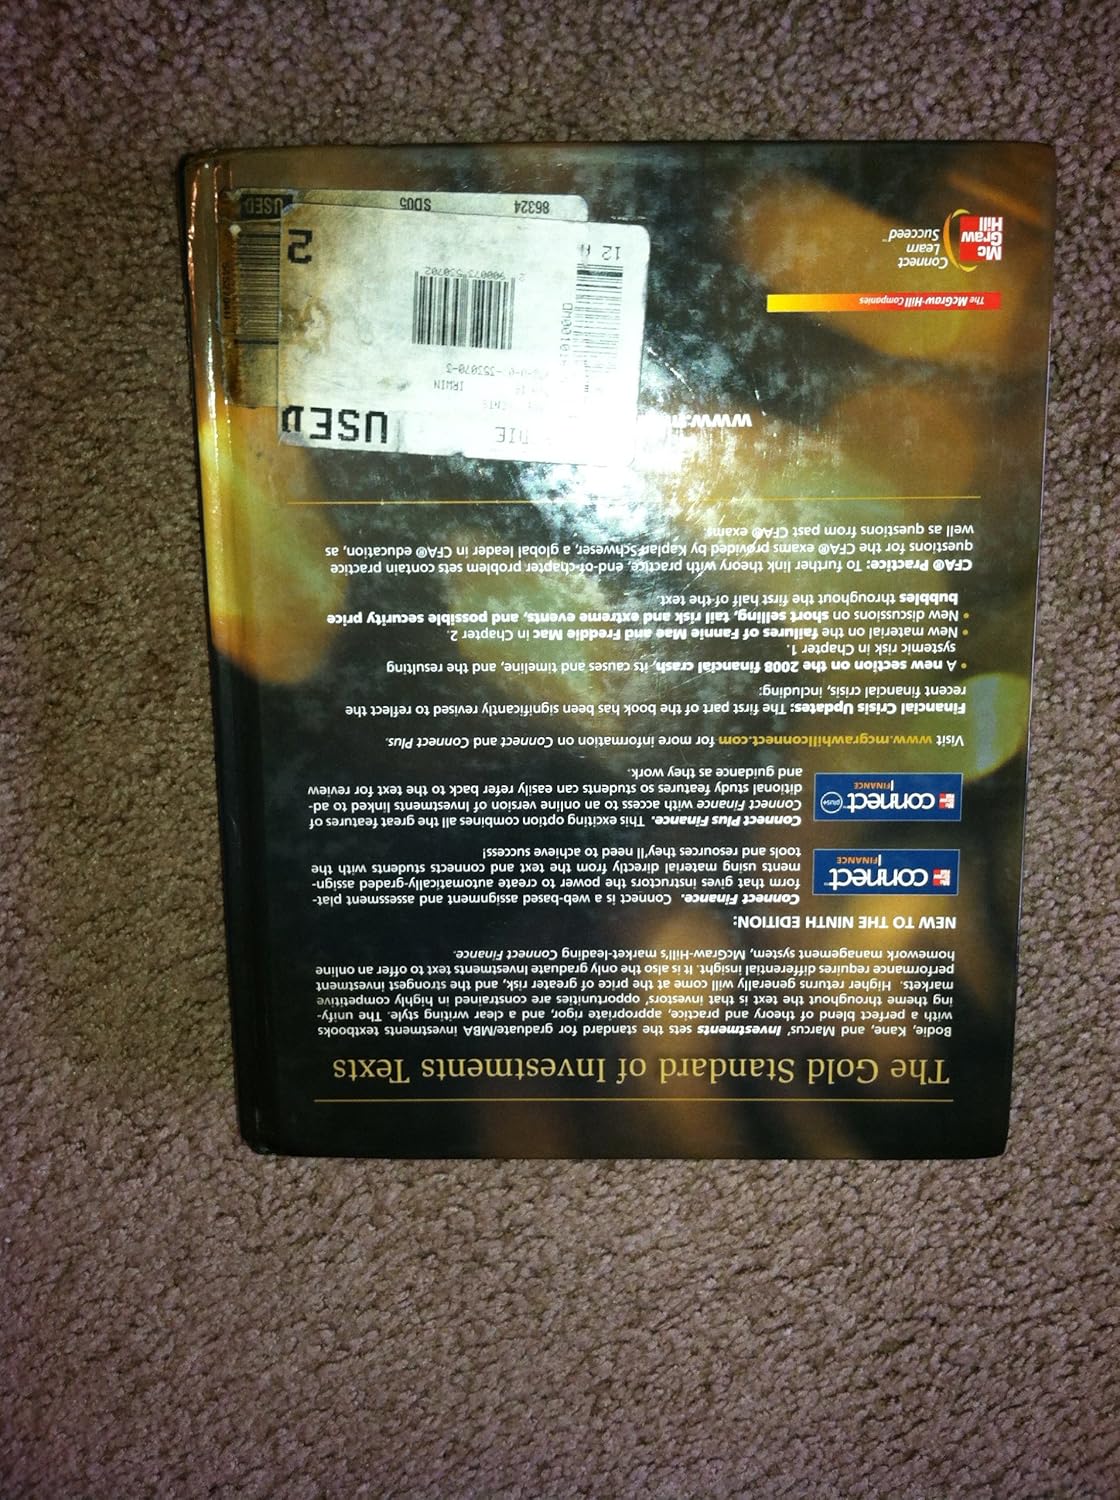 The Gold Standard of Investments Texts
Bodie, Kane, and Marcus' Investments sets the standard for graduate/MBA investments textbooks
with a perfect blend of theory and practice, appropriate rigor, and a clear writing style. The unify-
ing theme throughout the text is that investors' opportunities are constrained in highly competitive
markets. Higher returns generally will come at the price of greater risk, and the strongest investment
performance requires differential insight. It is also the only graduate Investments text to offer an online
homework management system, McGraw-Hill's market-leading Connect Finance.
NEW TO THE NINTH EDITION:
connect™
FINANCE
Connect Finance. Connect is a web-based assignment and assessment plat-
form that gives instructors the power to create automatically-graded assign-
ments using material directly from the text and connects students with the
tools and resources they'll need to achieve success!
connect plus+
FINANCE
Connect Plus Finance. This exciting option combines all the great features of
Connect Finance with access to an online version of Investments linked to ad-
ditional study features so students can easily refer back to the text for review
and guidance as they work.
Visit www.mcgrawhillconnect.com for more information on Connect and Connect Plus.
Financial Crisis Updates: The first part of the book has been significantly revised to reflect the
recent financial crisis, including:
• A new section on the 2008 financial crash, its causes and timeline, and the resulting
systemic risk in Chapter 1.
• New material on the failures of Fannie Mae and Freddie Mac in Chapter 2.
• New discussions on short selling, tail risk and extreme events, and possible security price
bubbles throughout the first half of the text.
CFA® Practice: To further link theory with practice, end-of-chapter problem sets contain practice
questions for the CFA® exams provided by Kaplan-Schweser, a global leader in CFA® education, as
well as questions from past CFA® exams.
www.
USED
IRWIN
2 900073 530702
2
12
86324
SD05
USED
The McGraw-Hill Companies
Mc
Graw
Hill
Connect
Learn
Succeed™